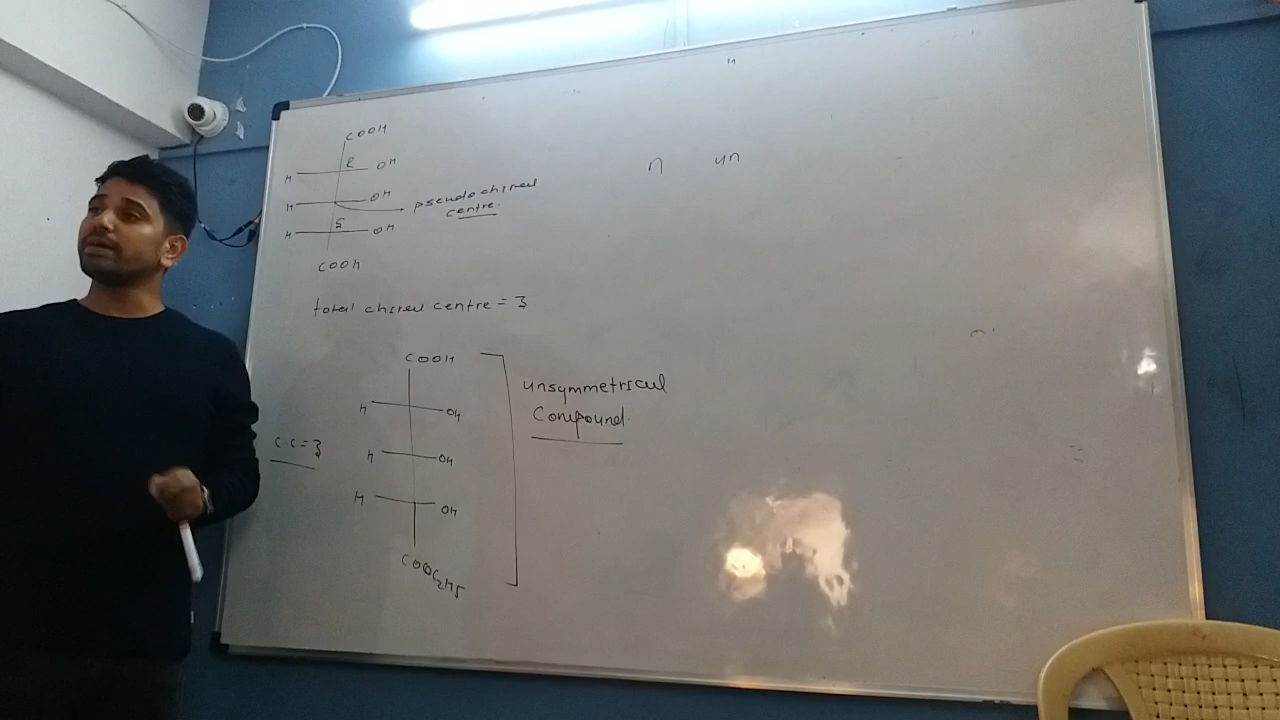 COOH
R
H OH
H OH
pseudo chiral
centre.
S
H OH
COOH
total chiral centre = 3
COOH
H OH
H OH
H OH
COOC2H5
C C = 3
unsymmetrical
Compound.
n un